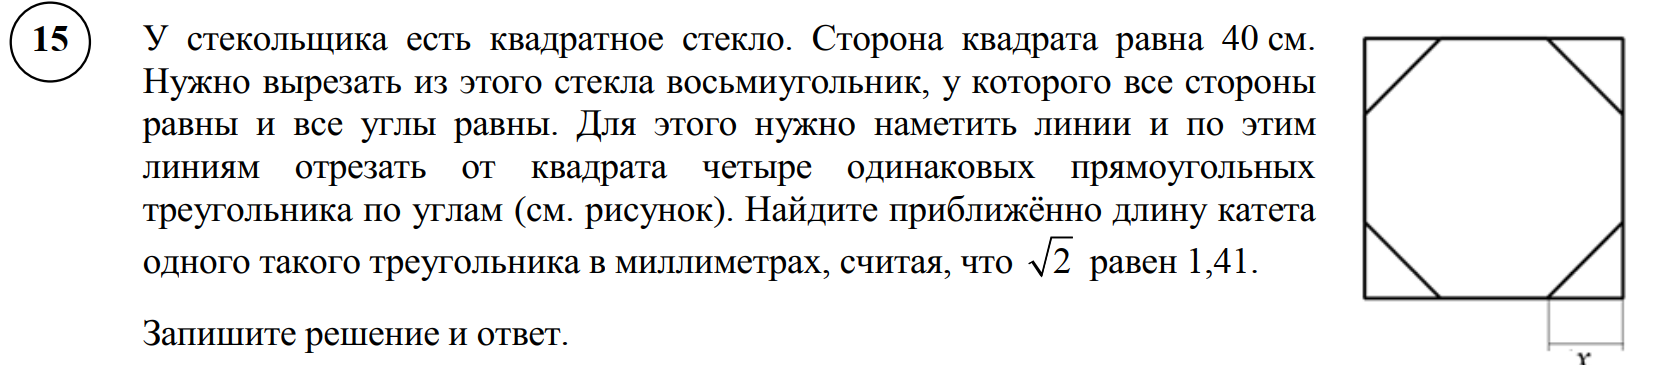 15
У стекольщика есть квадратное стекло. Сторона квадрата равна 40 см.
Нужно вырезать из этого стекла восьмиугольник, у которого все стороны
равны и все углы равны. Для этого нужно наметить линии и по этим
линиям отрезать от квадрата четыре одинаковых прямоугольных
треугольника по углам (см. рисунок). Найдите приближённо длину катета
одного такого треугольника в миллиметрах, считая, что √2 равен 1,41.
Запишите решение и ответ.
x